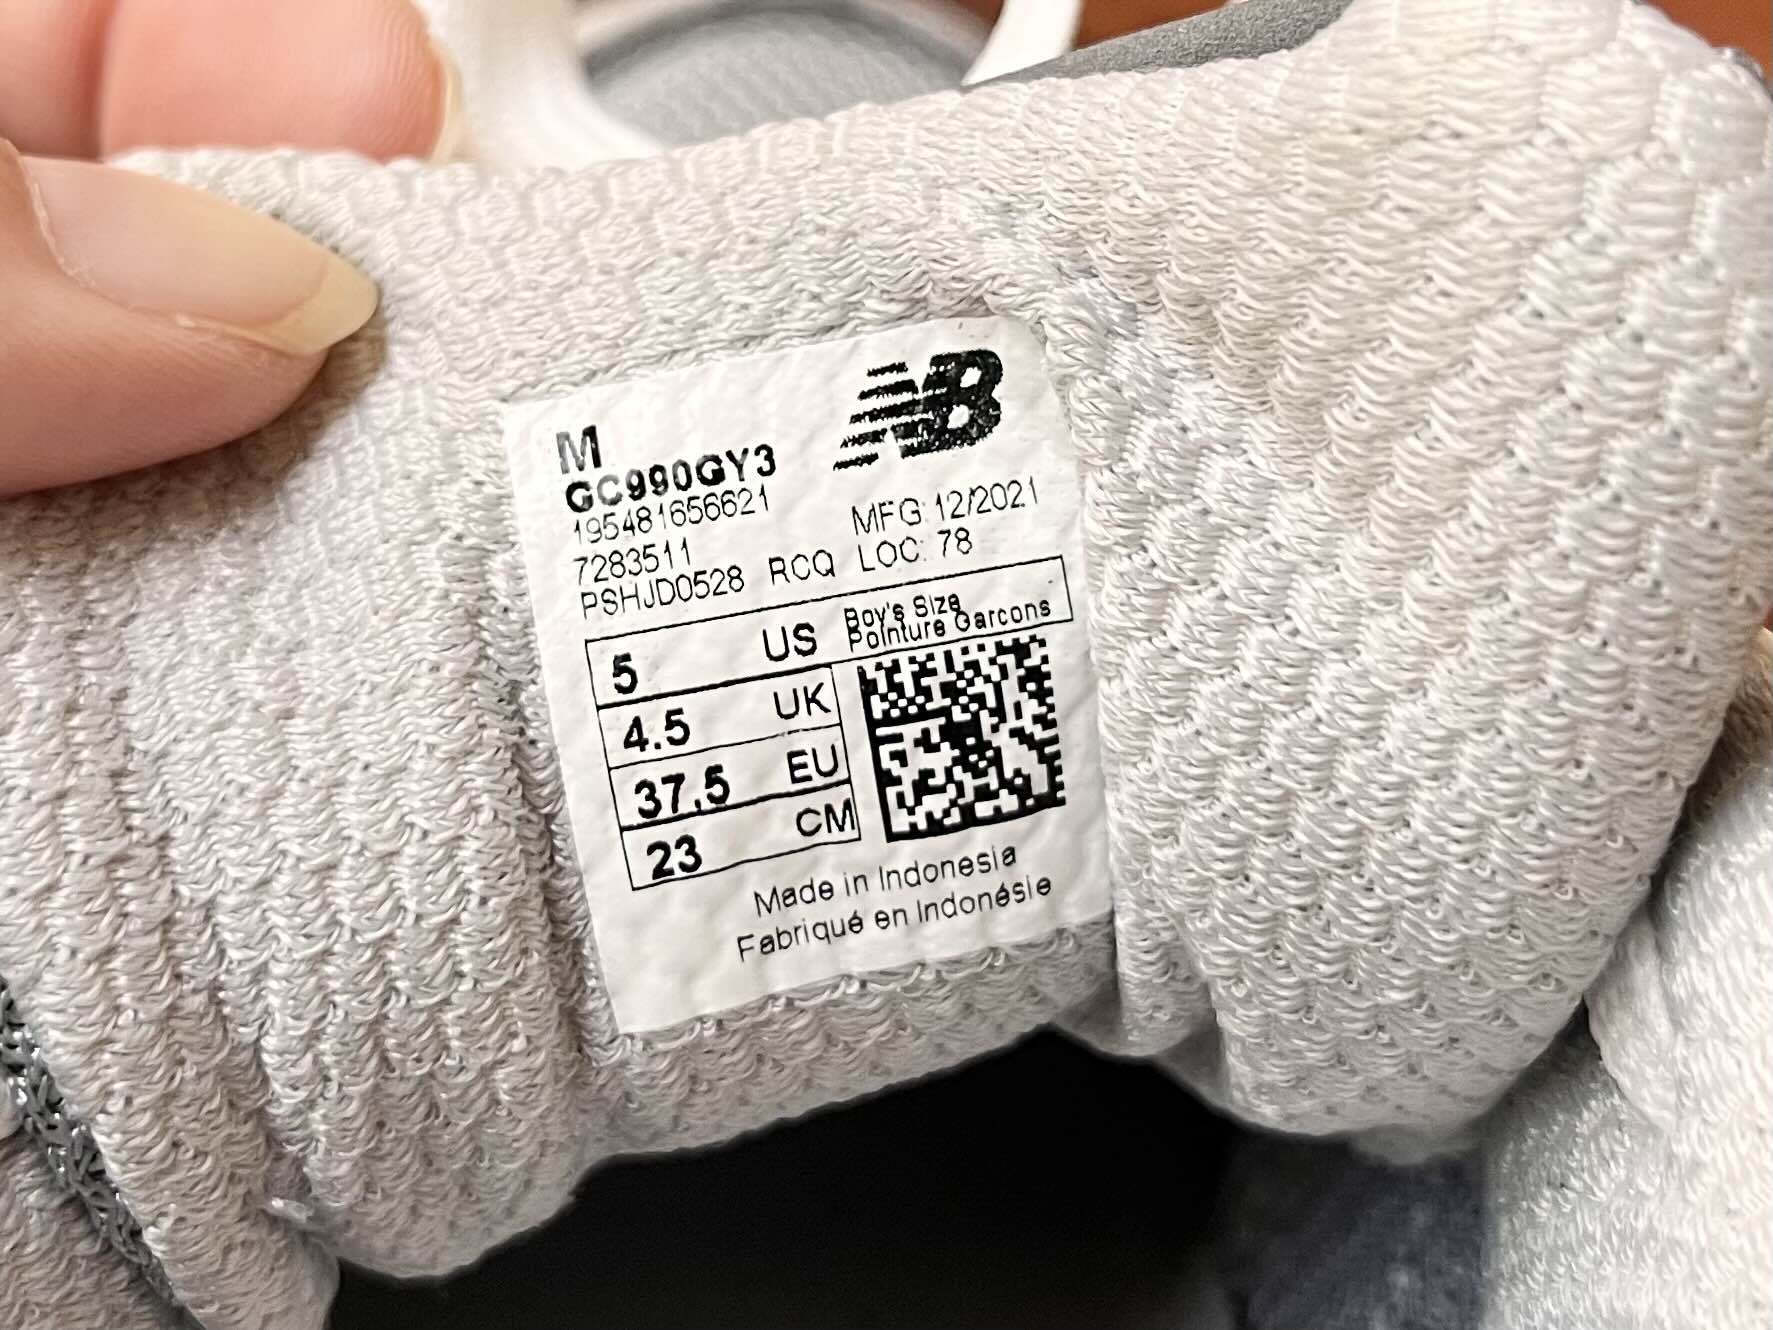 M
NB
GC990GY3
195481656621
7283511
MFG: 12/2021
PSHJD0528 RCQ LOC: 78
5 US
Boy's Size
Pointure Garcons
4.5 UK
37.5 EU
23 CM
Made in Indonesia
Fabriqué en Indonésie